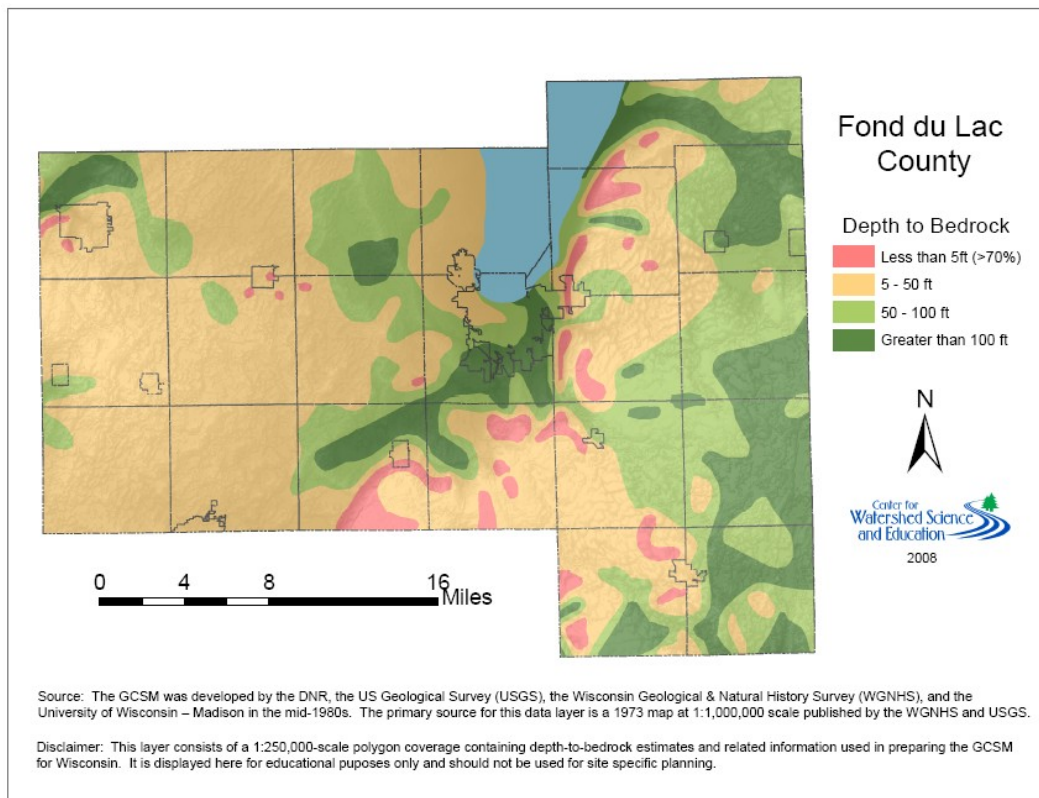 Fond du Lac
County
Depth to Bedrock
Less than 5ft (>70%)
5 - 50 ft
50 - 100 ft
Greater than 100 ft
N
Center for
Watershed Science
and Education
2008
0 4 8 16
Miles
Source: The GCSM was developed by the DNR, the US Geological Survey (USGS), the Wisconsin Geological & Natural History Survey (WGNHS), and the
University of Wisconsin – Madison in the mid-1980s. The primary source for this data layer is a 1973 map at 1:1,000,000 scale published by the WGNHS and USGS.
Disclaimer: This layer consists of a 1:250,000-scale polygon coverage containing depth-to-bedrock estimates and related information used in preparing the GCSM
for Wisconsin. It is displayed here for educational puposes only and should not be used for site specific planning.